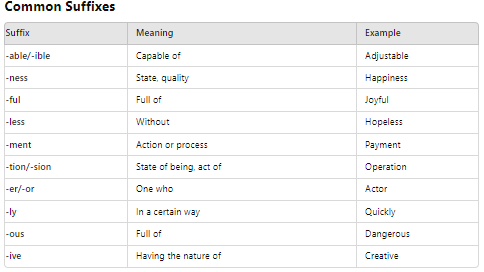 Common Suffixes
Suffix Meaning Example
-able/-ible Capable of Adjustable
-ness State, quality Happiness
-ful Full of Joyful
-less Without Hopeless
-ment Action or process Payment
-tion/-sion State of being, act of Operation
-er/-or One who Actor
-ly In a certain way Quickly
-ous Full of Dangerous
-ive Having the nature of Creative